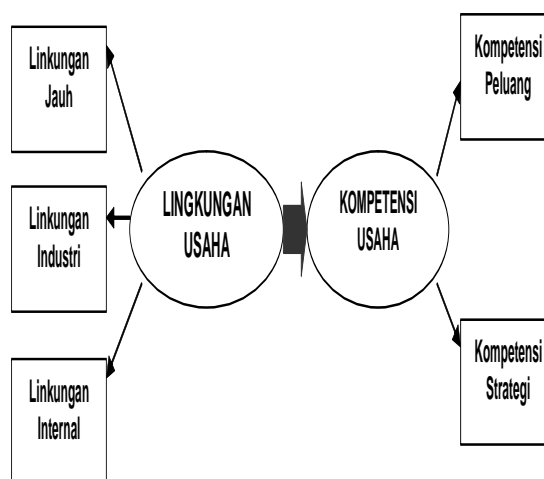 Linkungan
Jauh
Linkungan
Industri
Linkungan
Internal
LINGKUNGAN
USAHA
KOMPETENSI
USAHA
Kompetensi
Peluang
Kompetensi
Strategi